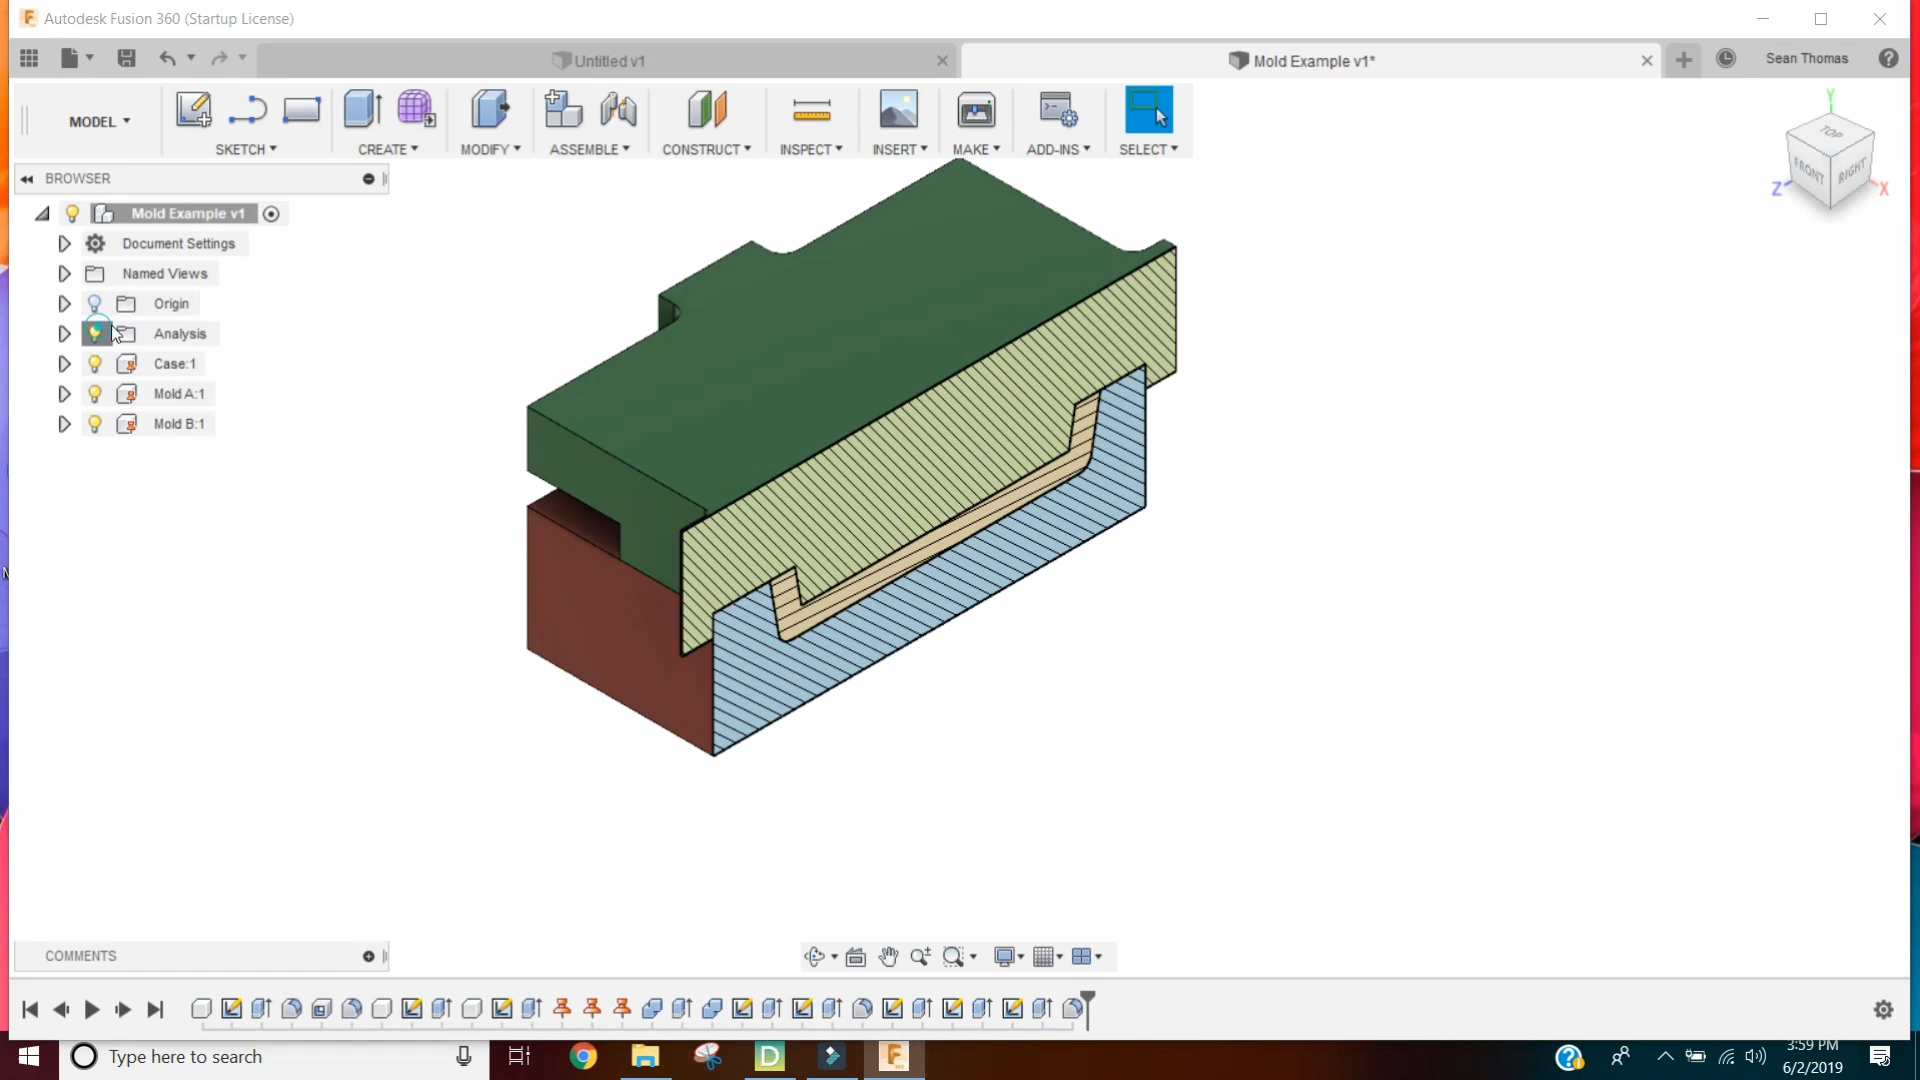 Autodesk Fusion 360 (Startup License)
Untitled v1
Mold Example v1*
Sean Thomas
MODEL
SKETCH
CREATE
MODIFY
ASSEMBLE
CONSTRUCT
INSPECT
INSERT
MAKE
ADD-INS
SELECT
TOP
FRONT
RIGHT
Y
Z
X
BROWSER
Mold Example v1
Document Settings
Named Views
Origin
Analysis
Case:1
Mold A:1
Mold B:1
COMMENTS
Type here to search
3:59 PM
6/2/2019